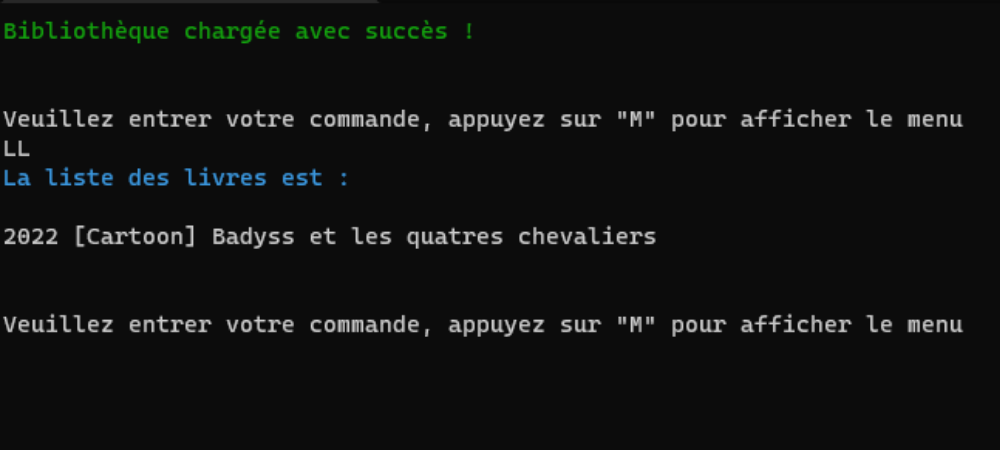 Bibliothèque chargée avec succès !
Veuillez entrer votre commande, appuyez sur "M" pour afficher le menu
LL
La liste des livres est :
2022 [Cartoon] Badyss et les quatres chevaliers
Veuillez entrer votre commande, appuyez sur "M" pour afficher le menu